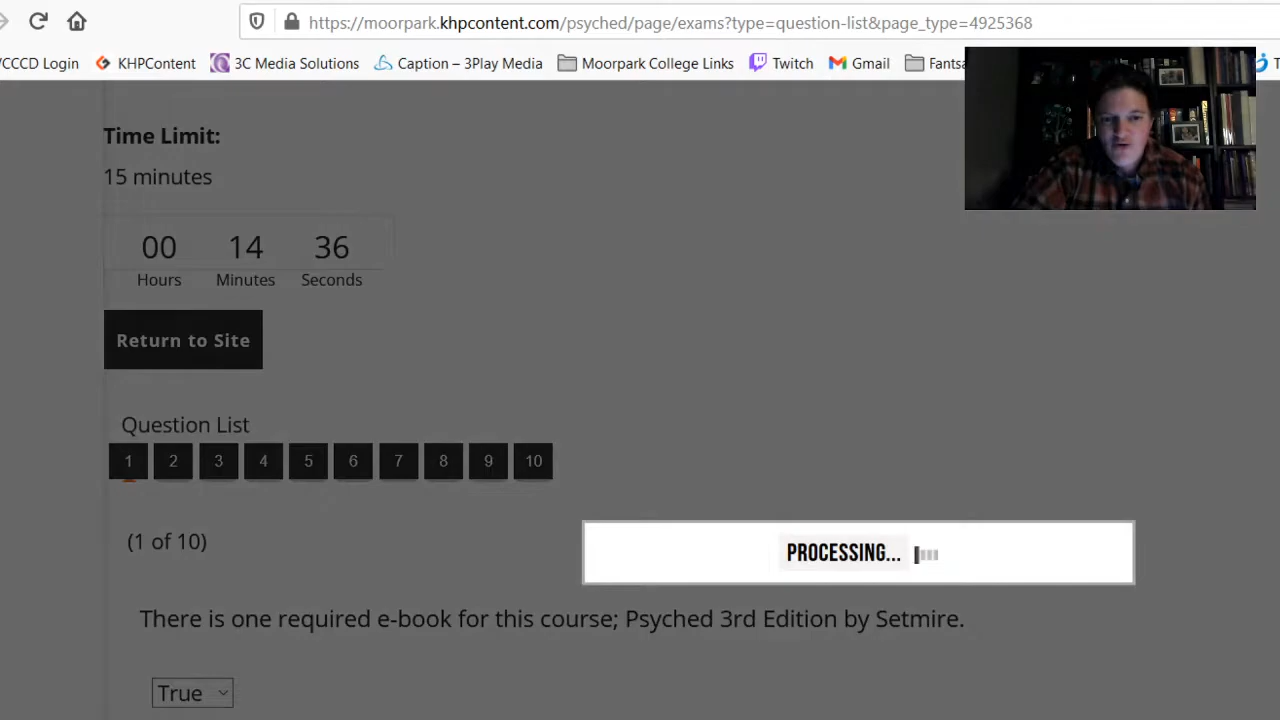 https://moorpark.khpcontent.com/psyched/page/exams?type=question-list&page_type=4925368
CCCD Login KHPContent 3C Media Solutions Caption – 3Play Media Moorpark College Links Twitch Gmail Fantsa
Time Limit:
15 minutes
00 14 36
Hours Minutes Seconds
Return to Site
Question List
1 2 3 4 5 6 7 8 9 10
(1 of 10)
PROCESSING...
There is one required e-book for this course; Psyched 3rd Edition by Setmire.
True